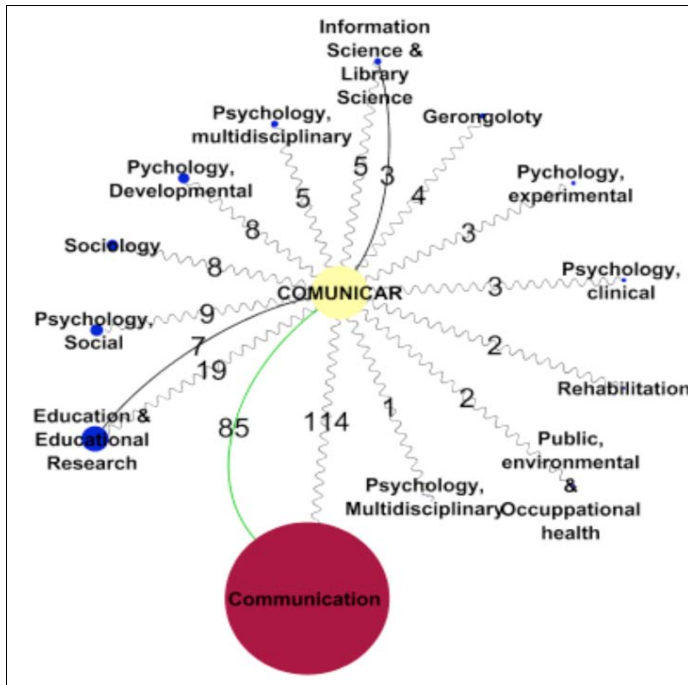 Information
Science &
Library
Science
Psychology,
multidisciplinary
Gerongoloty
Pychology,
Developmental
Pychology,
experimental
5
3
5
4
8
3
Sociology
8
Psychology,
clinical
3
COMUNICAR
Psychology,
Social
9
7
19
2
Rehabilitation
2
Education &
Educational
Research
85
114
1
Public,
environmental
&
Occuppational
health
Psychology,
Multidisciplinary
Communication